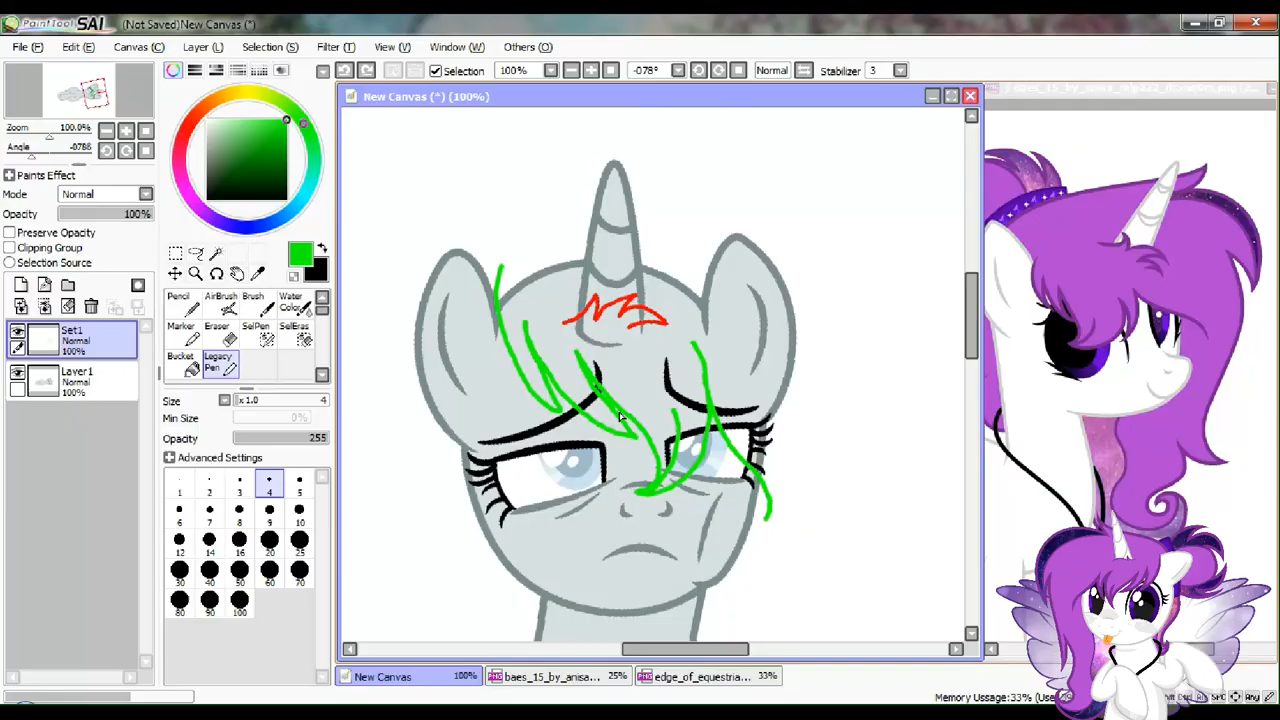 PaintTool SAI (Not Saved)New Canvas (*)
File (F) Edit (E) Canvas (C) Layer (L) Selection (S) Filter (T) View (V) Window (W) Others (O)
Selection 100% -078° Normal Stabilizer 3
New Canvas (*) (100%)
Zoom 100.0%
Angle -078
Paints Effect
Mode Normal
Opacity 100%
Preserve Opacity
Clipping Group
Selection Source
Set1
Normal
100%
Layer1
Normal
100%
Pencil AirBrush Brush Water Color
Marker Eraser SelPen SelEras
Bucket Legacy Pen
Size x 1.0 4
Min Size 0%
Opacity 255
Advanced Settings
1 2 3 4 5
6 7 8 9 10
12 14 16 20 25
30 40 50 60 70
80 90 100
New Canvas 100% baes_15_by_anisa... 25% edge_of_equestria... 33%
Memory Ussage:33%